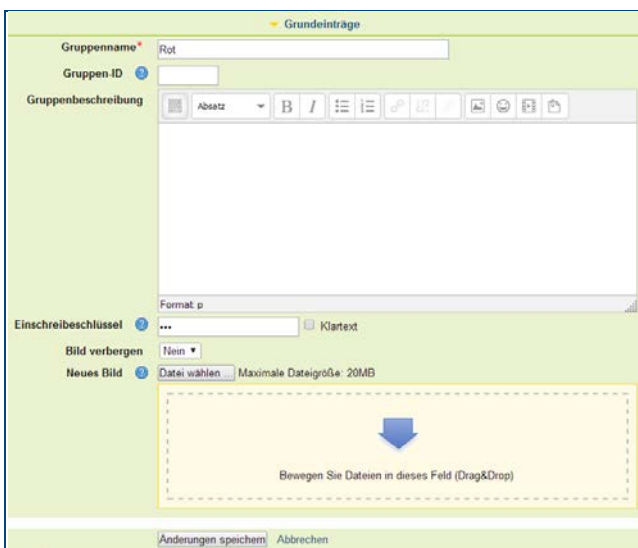 Grundeinträge
Gruppenname* Rot
Gruppen-ID ?
Gruppenbeschreibung Absatz B I
Format: p
Einschreibeschlüssel ? ••• Klartext
Bild verbergen Nein
Neues Bild ? Datei wählen ... Maximale Dateigröße: 20MB
Bewegen Sie Dateien in dieses Feld (Drag&Drop)
Änderungen speichern Abbrechen